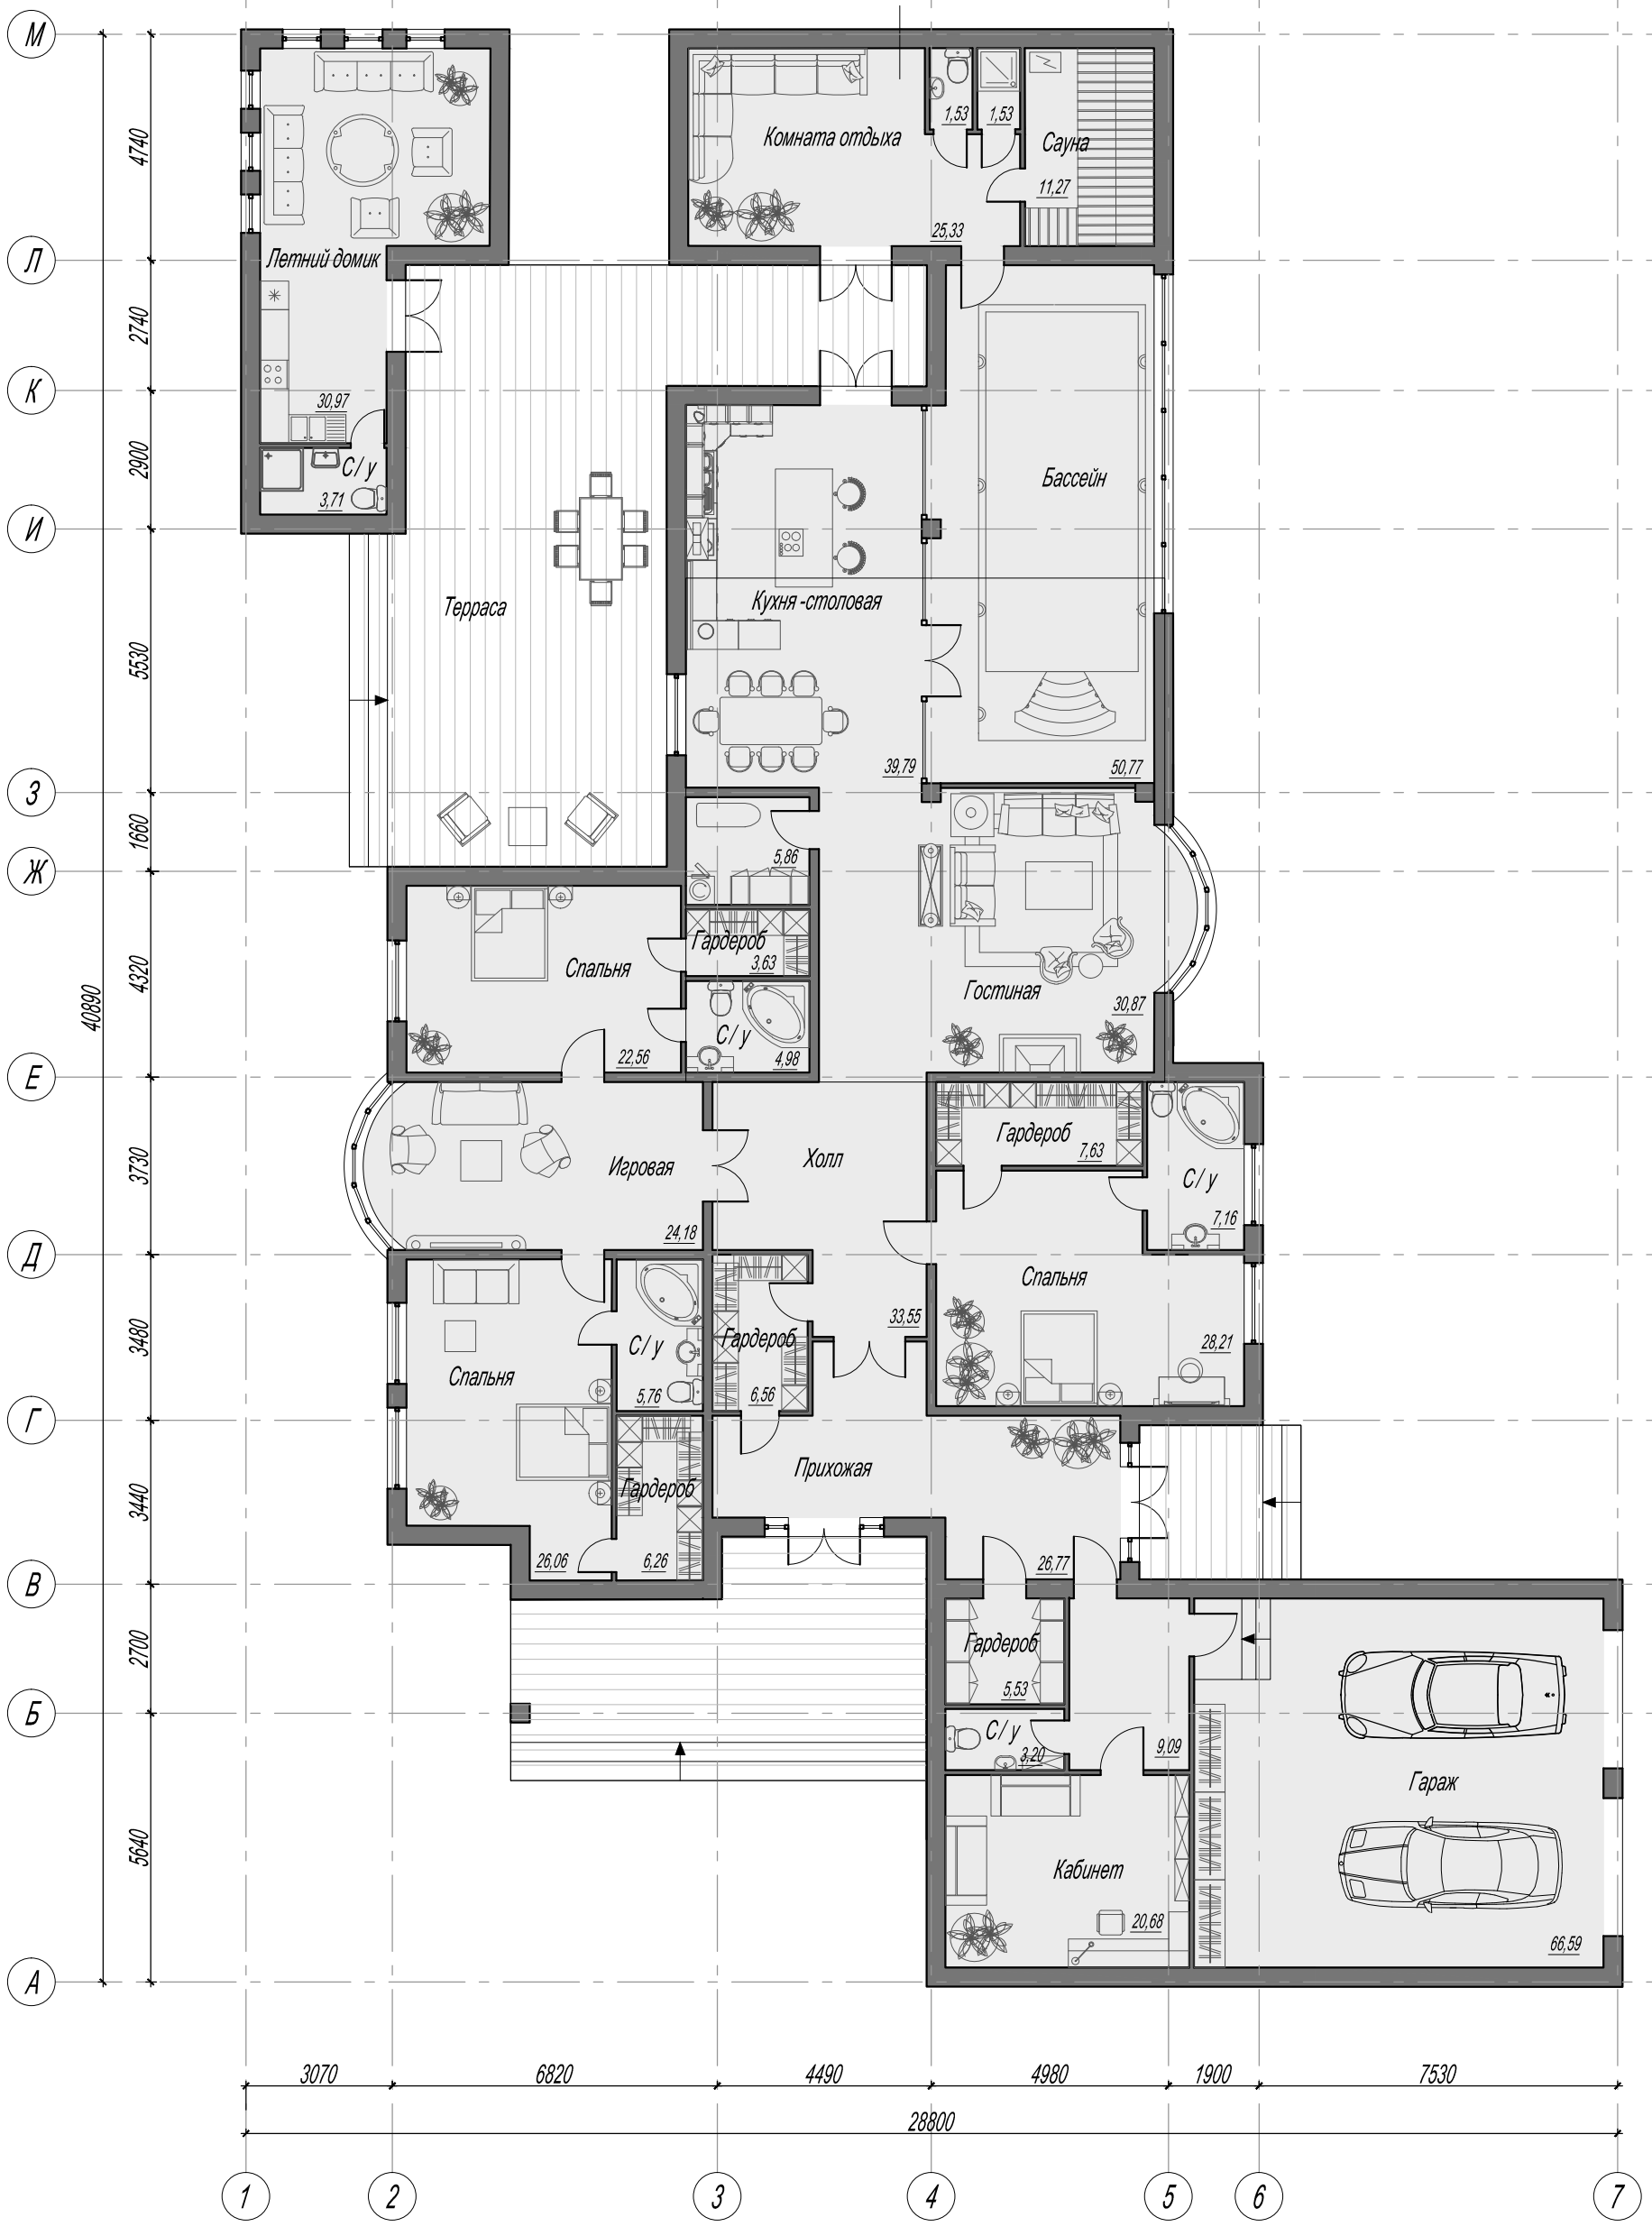 М
4740
Комната отдыха
1,53
1,53
Сауна
11,27
25,33
Летний домик
Л
2740
К
30,97
2900
С/у
3,71
Бассейн
И
Терраса
Кухня-столовая
5530
39,79
50,77
З
1660
5,86
Ж
Гардероб
3,63
Спальня
4320
40890
Гостиная
30,87
С/у
22,56
4,98
Е
Гардероб
7,63
3730
Игровая
Холл
С/у
7,16
24,18
Д
Спальня
3480
33,55
Гардероб
С/у
28,21
Спальня
5,76
6,56
Г
Прихожая
Гардероб
3440
26,06
6,26
26,77
В
2700
Гардероб
5,53
Б
С/у
3,20
9,09
Гараж
5640
Кабинет
20,68
66,59
А
3070
6820
4490
4980
1900
7530
28800
1
2
3
4
5
6
7